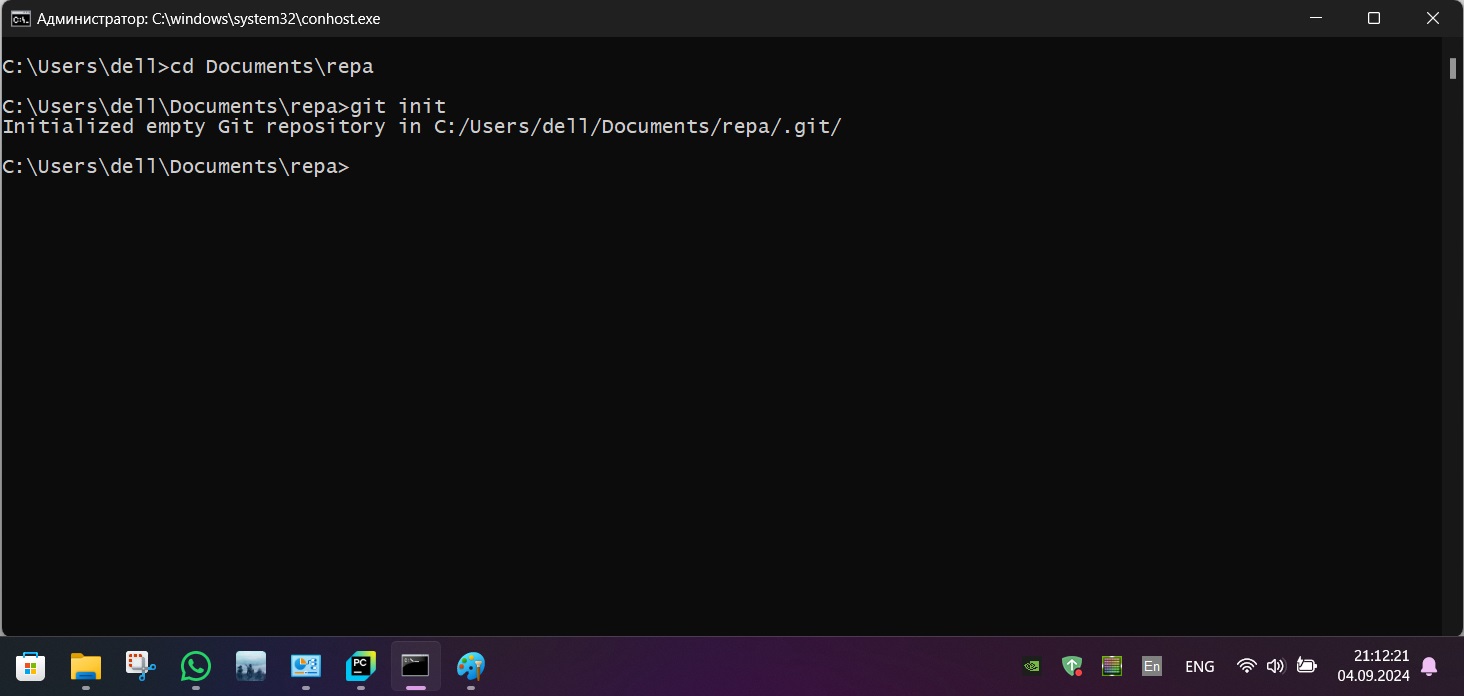 Администратор: C:\windows\system32\conhost.exe
C:\Users\dell>cd Documents\repa
C:\Users\dell\Documents\repa>git init
Initialized empty Git repository in C:/Users/dell/Documents/repa/.git/
C:\Users\dell\Documents\repa>
PC
En
ENG
21:12:21
04.09.2024